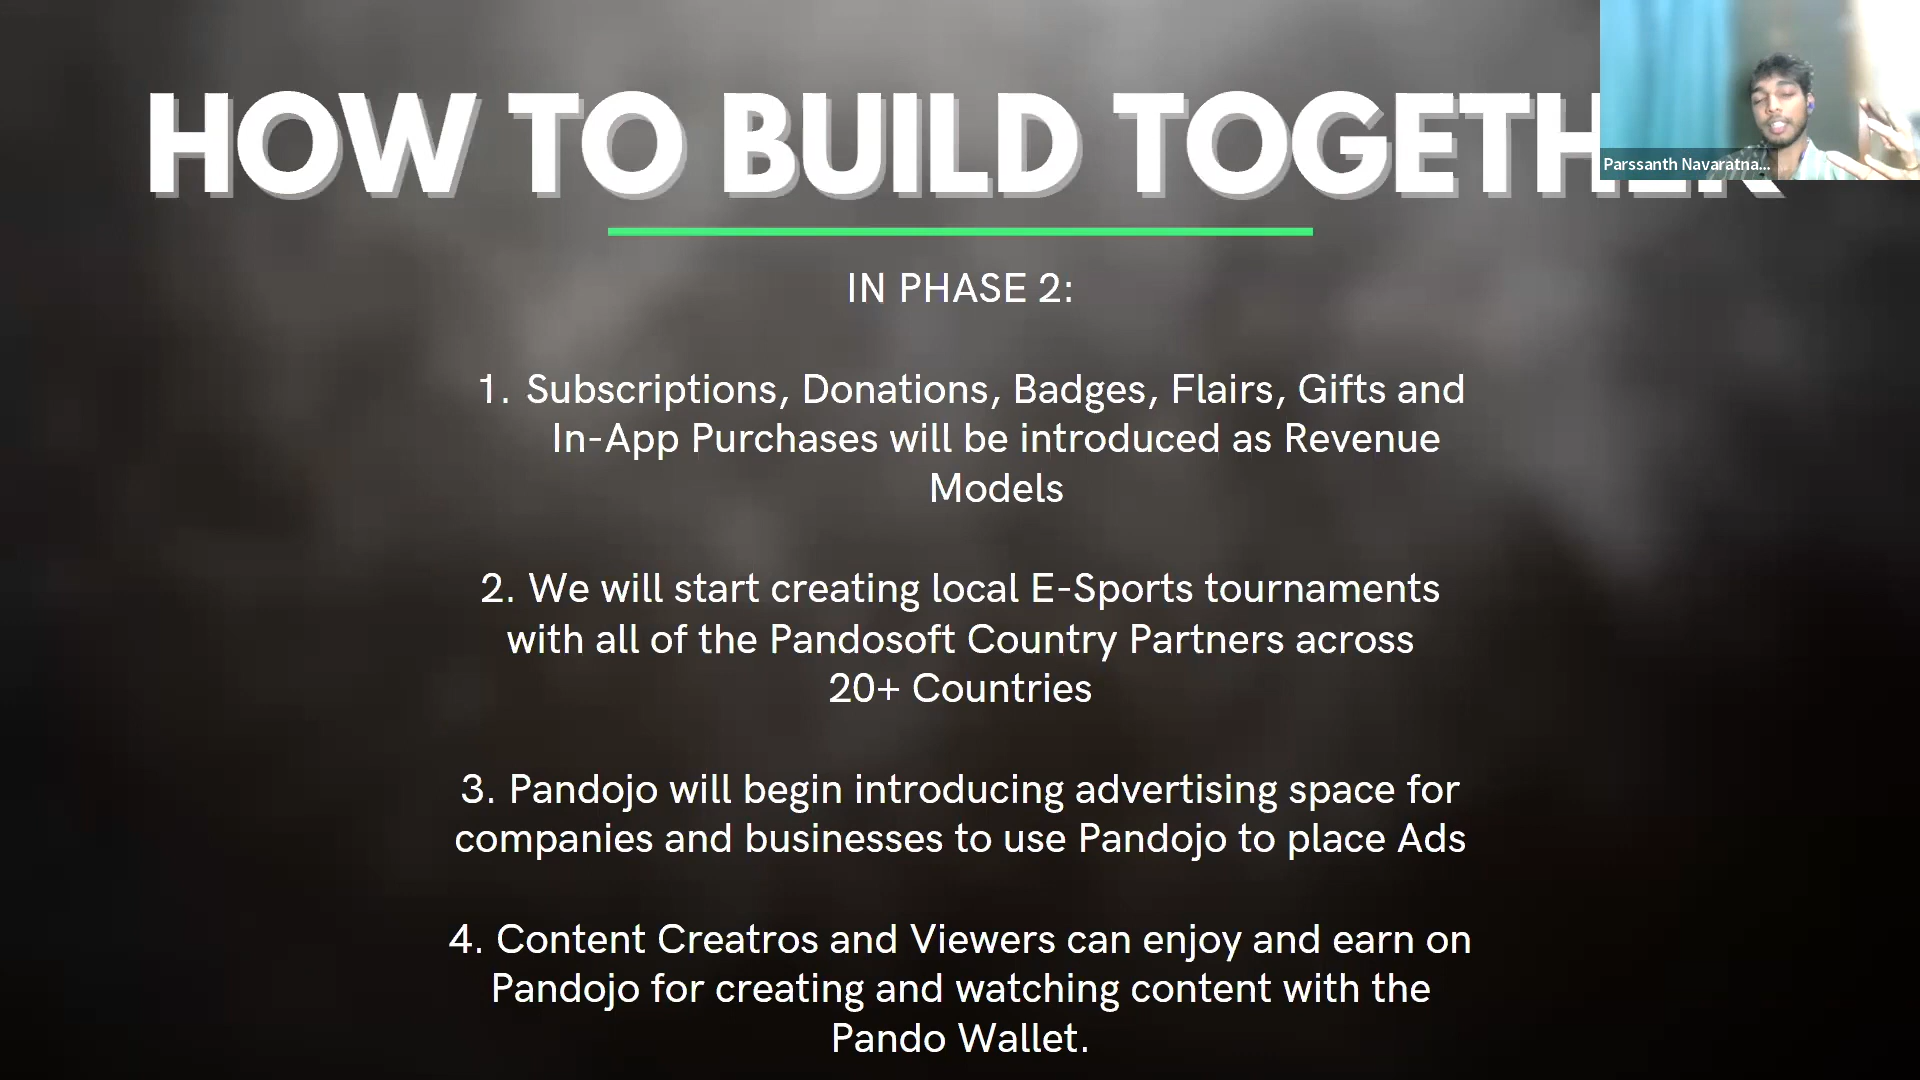 HOW TO BUILD TOGETHER
Parssanth Navaratna...
IN PHASE 2:
1. Subscriptions, Donations, Badges, Flairs, Gifts and
In-App Purchases will be introduced as Revenue
Models
2. We will start creating local E-Sports tournaments
with all of the Pandosoft Country Partners across
20+ Countries
3. Pandojo will begin introducing advertising space for
companies and businesses to use Pandojo to place Ads
4. Content Creatros and Viewers can enjoy and earn on
Pandojo for creating and watching content with the
Pando Wallet.